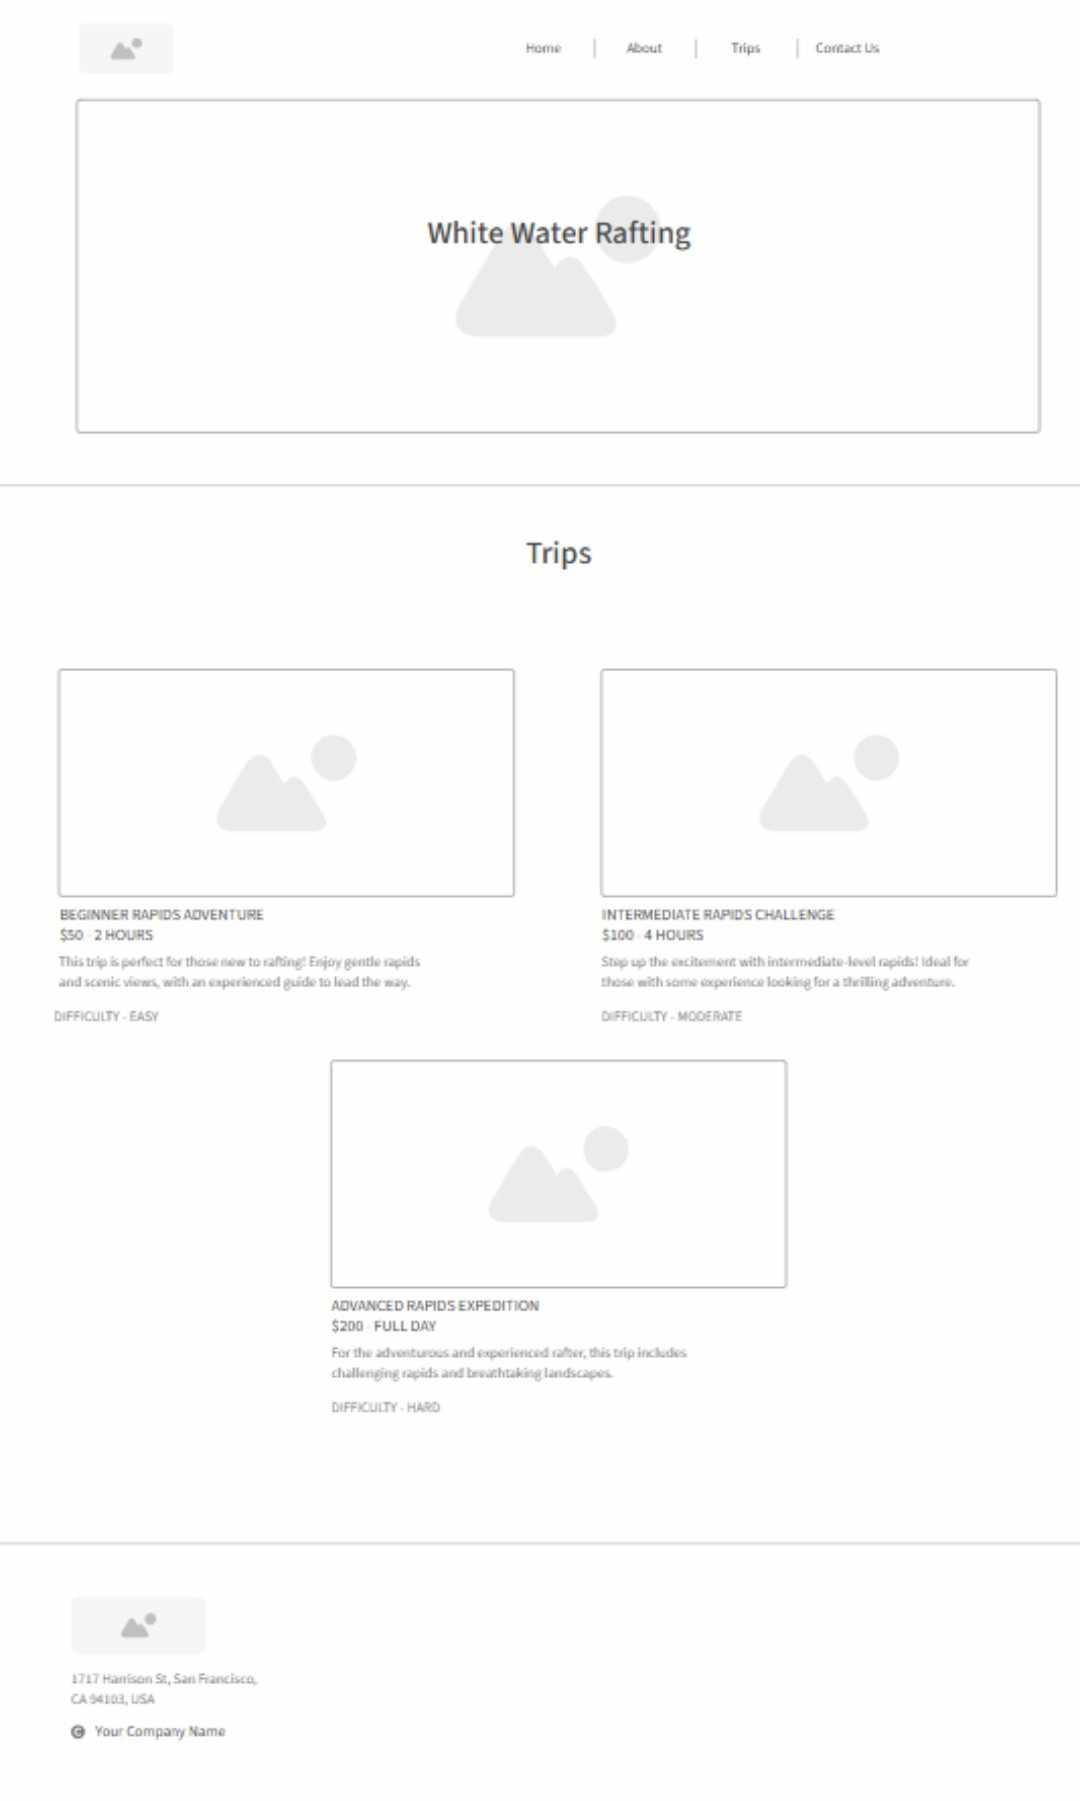 Home | About | Trips | Contact Us
White Water Rafting
Trips
BEGINNER RAPIDS ADVENTURE
$50 · 2 HOURS
This trip is perfect for those new to rafting! Enjoy gentle rapids
and scenic views, with an experienced guide to lead the way.
DIFFICULTY - EASY
INTERMEDIATE RAPIDS CHALLENGE
$100 · 4 HOURS
Step up the excitement with intermediate-level rapids! Ideal for
those with some experience looking for a thrilling adventure.
DIFFICULTY - MODERATE
ADVANCED RAPIDS EXPEDITION
$200 · FULL DAY
For the adventurous and experienced rafter, this trip includes
challenging rapids and breathtaking landscapes.
DIFFICULTY - HARD
1717 Harrison St, San Francisco,
CA 94103, USA
© Your Company Name